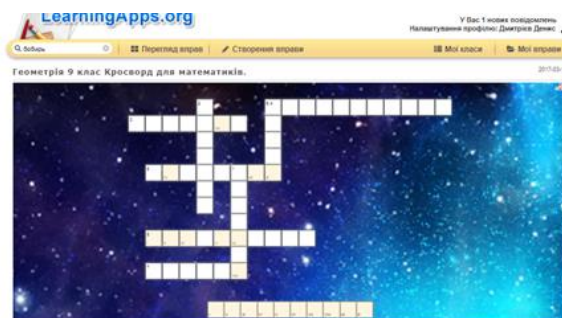 LearningApps.org
У Вас 1 нових повідомлень
Налаштування профілю: Дмитрієв Денис
бобирь
Перегляд вправ
Створення вправи
Мої класи
Мої вправи
Геометрія 9 клас Кросворд для математиків.